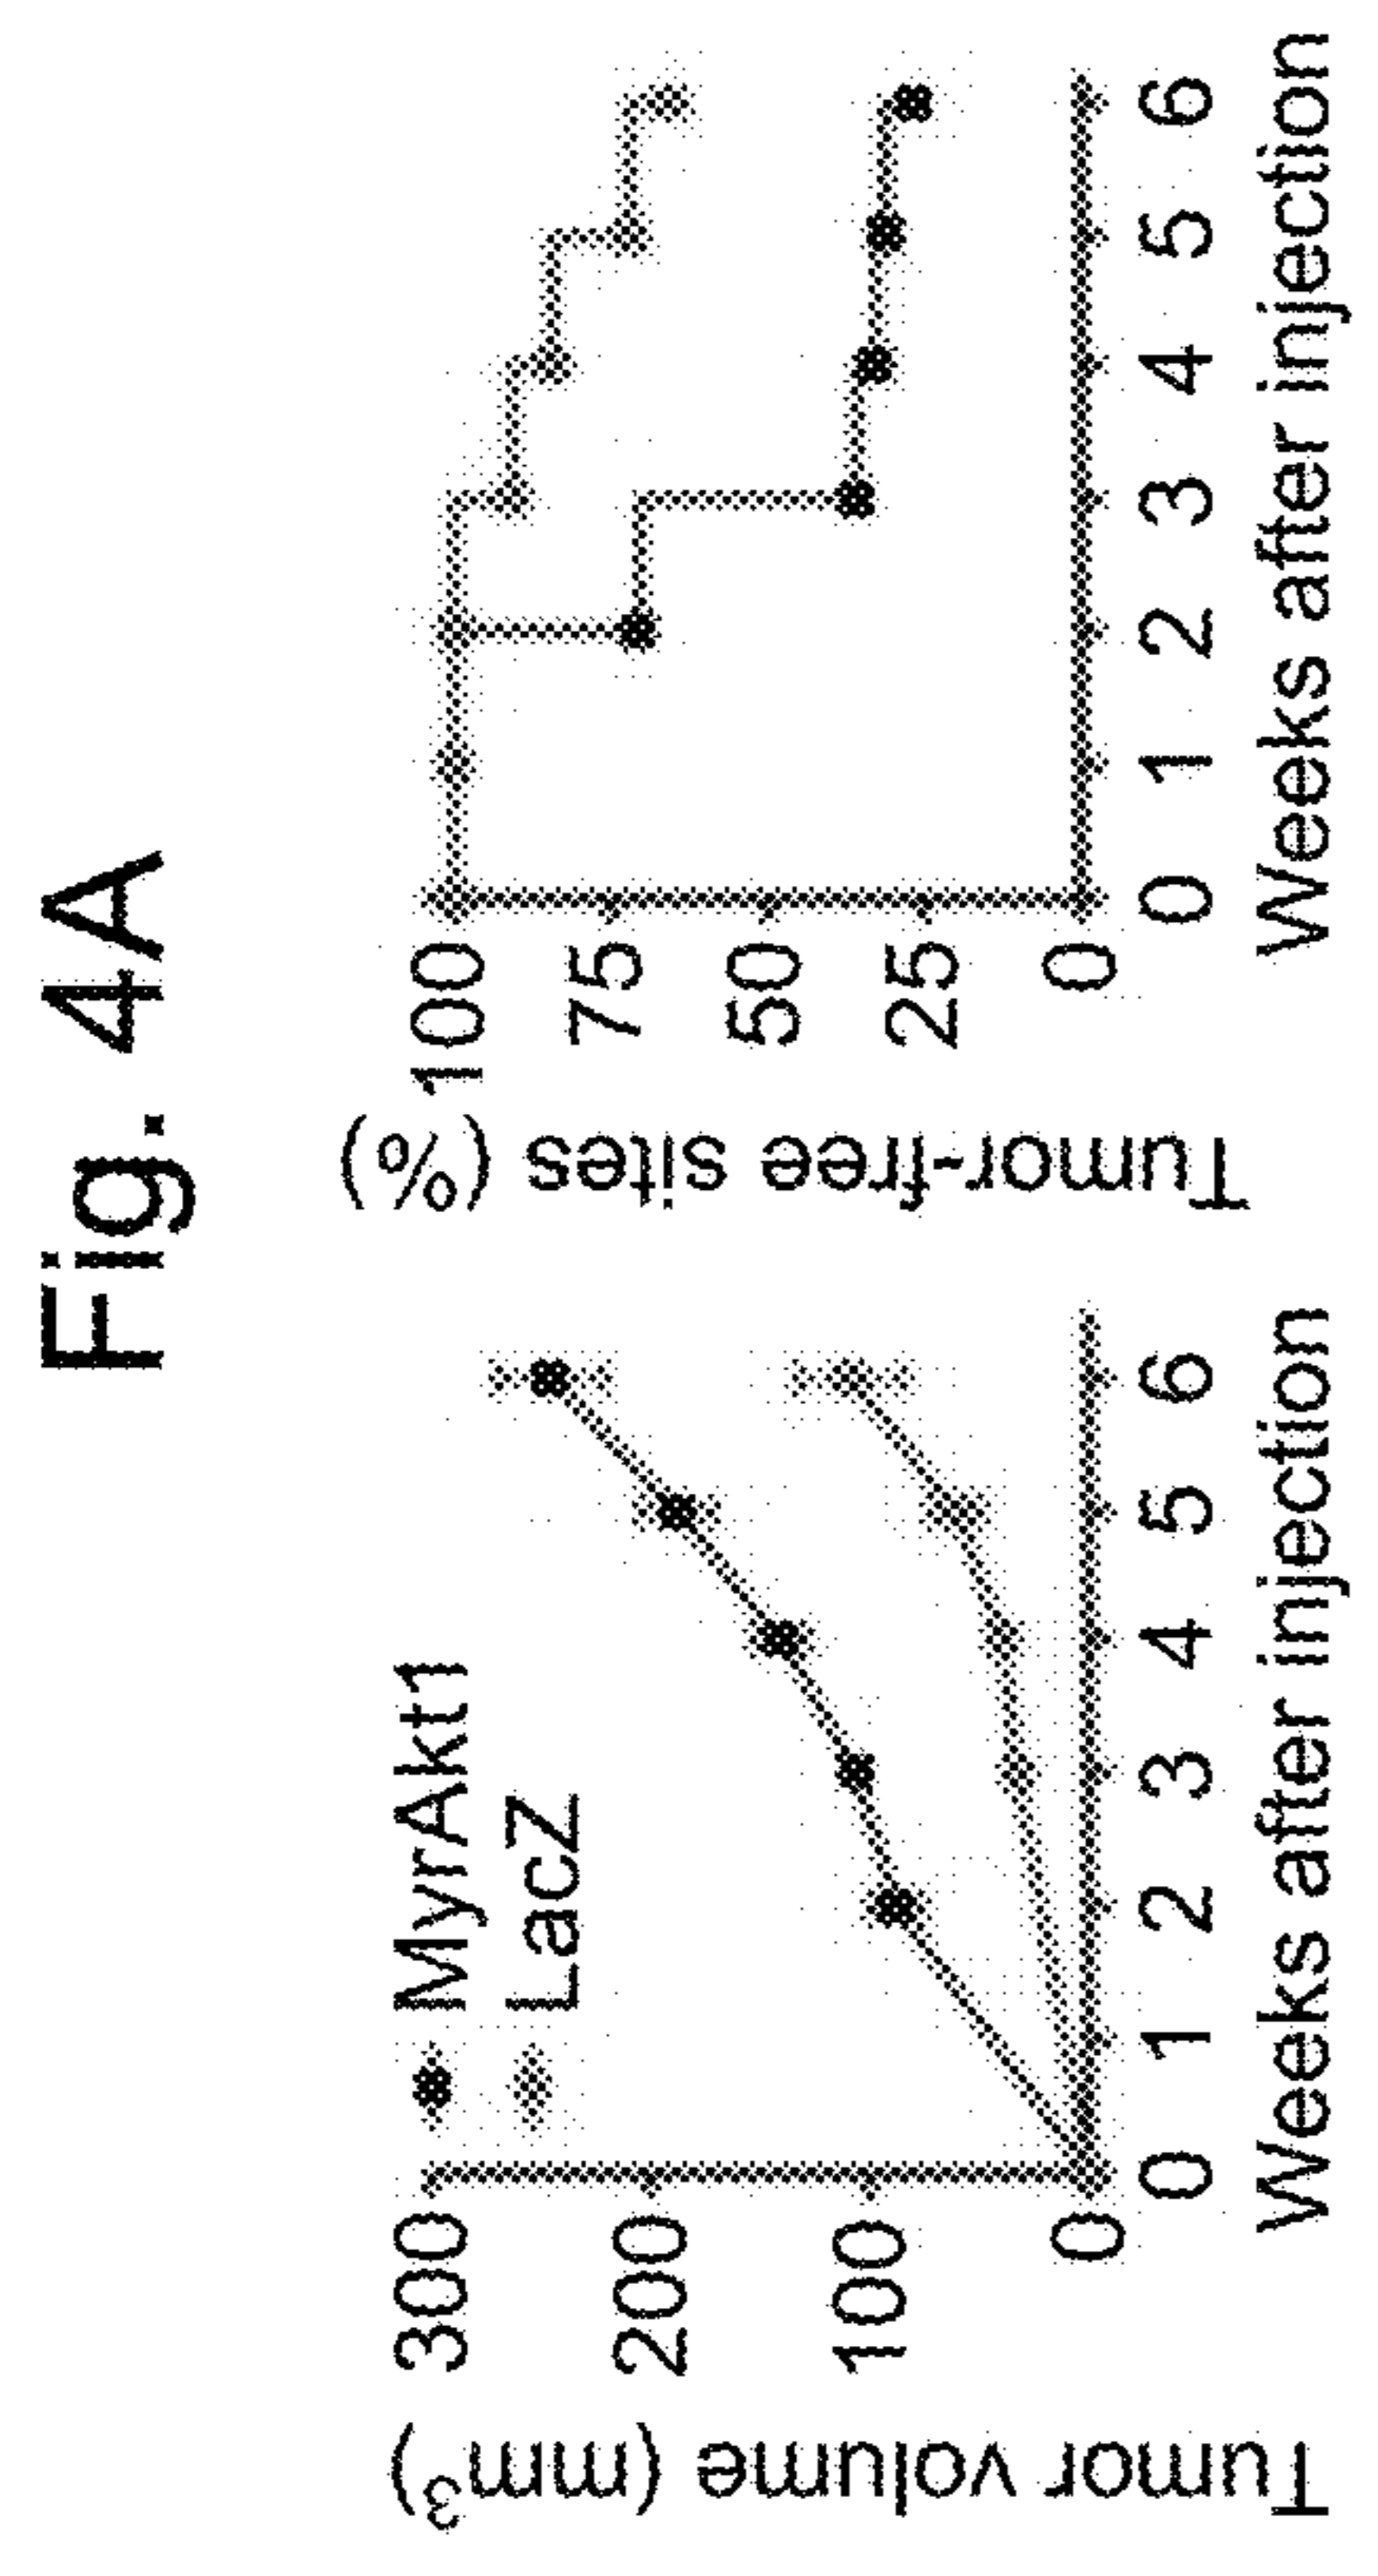 Fig. 4A
Tumor volume (mm³)
300
200
100
0
MyrAkt1
LacZ
0 1 2 3 4 5 6
Weeks after injection
Tumor-free sites (%)
100
75
50
25
0
0 1 2 3 4 5 6
Weeks after injection